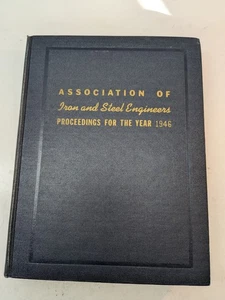 ASSOCIATION OF
Iron and Steel Engineers
PROCEEDINGS FOR THE YEAR 1946